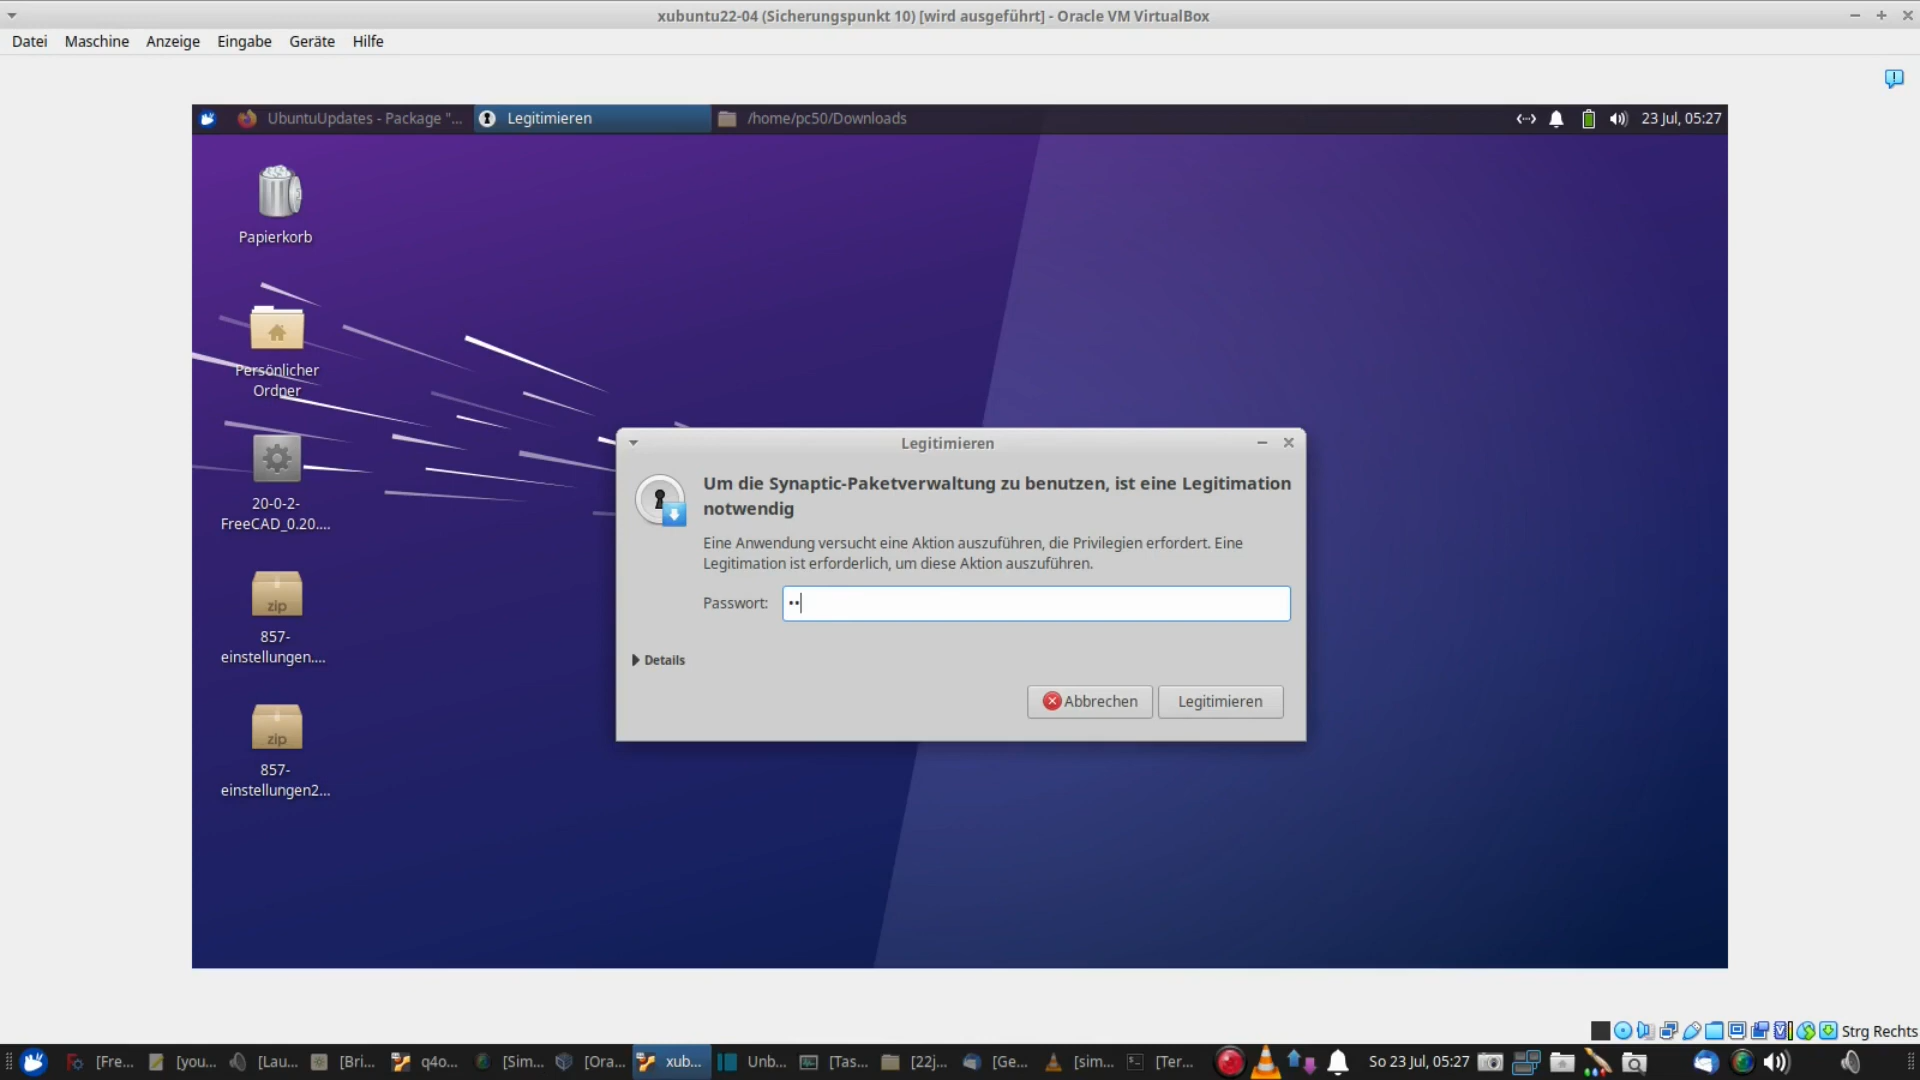 xubuntu22-04 (Sicherungspunkt 10) [wird ausgeführt] - Oracle VM VirtualBox
Datei Maschine Anzeige Eingabe Geräte Hilfe
UbuntuUpdates - Package "... Legitimieren /home/pc50/Downloads 23 Jul, 05:27
Papierkorb
Persönlicher
Ordner
20-0-2-
FreeCAD_0.20....
zip
857-
einstellungen....
zip
857-
einstellungen2...
Legitimieren
Um die Synaptic-Paketverwaltung zu benutzen, ist eine Legitimation
notwendig
Eine Anwendung versucht eine Aktion auszuführen, die Privilegien erfordert. Eine
Legitimation ist erforderlich, um diese Aktion auszuführen.
Passwort: ••
Details
Abbrechen Legitimieren
Strg Rechts
[Fre... [you... [Lau... [Bri... q4o... [Sim... [Ora... xub... Unb... [Tas... [22j... [Ge... [sim... [Ter... So 23 Jul, 05:27